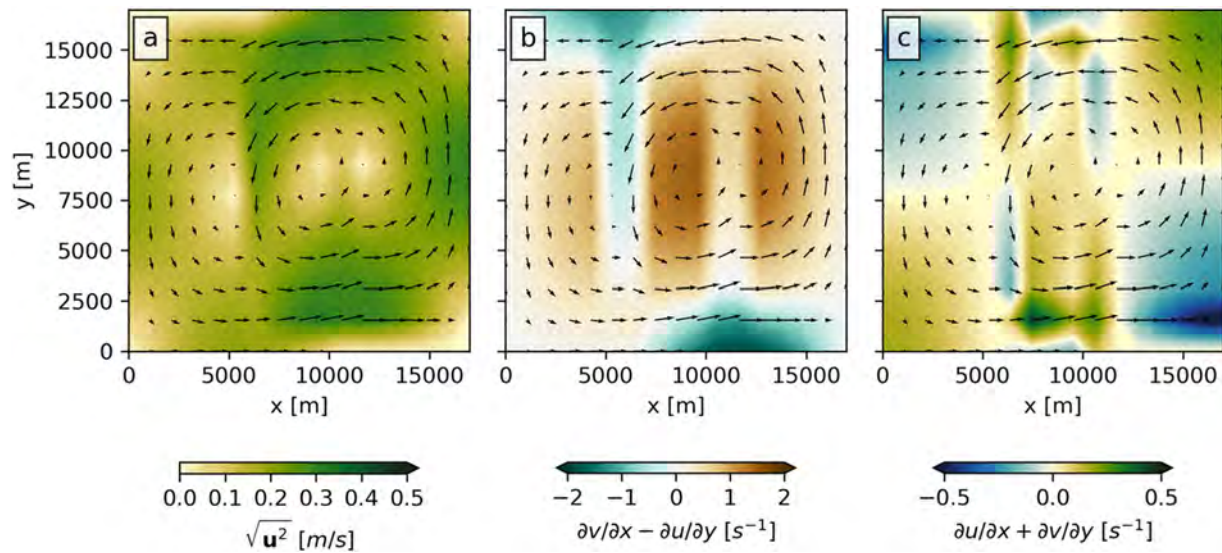 a
b
c
15000
12500
10000
7500
5000
2500
0
y [m]
0 5000 10000 15000
0 5000 10000 15000
0 5000 10000 15000
x [m]
x [m]
x [m]
0.0 0.1 0.2 0.3 0.4 0.5
−2 −1 0 1 2
−0.5 0.0 0.5
√𝐮² [m/s]
∂v/∂x − ∂u/∂y [s⁻¹]
∂u/∂x + ∂v/∂y [s⁻¹]